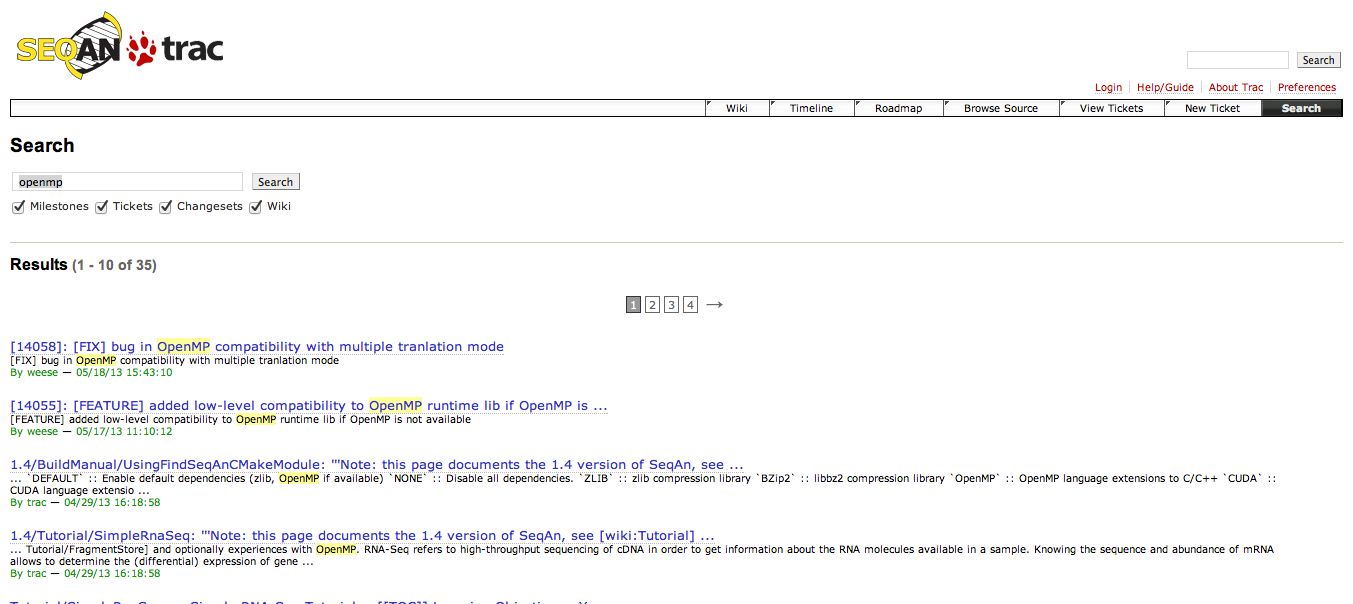 SEQAN trac
Search
Login Help/Guide About Trac Preferences
Wiki Timeline Roadmap Browse Source View Tickets New Ticket Search
Search
openmp Search
Milestones Tickets Changesets Wiki
Results (1 - 10 of 35)
1 2 3 4 →
[14058]: [FIX] bug in OpenMP compatibility with multiple tranlation mode
[FIX] bug in OpenMP compatibility with multiple tranlation mode
By weese — 05/18/13 15:43:10
[14055]: [FEATURE] added low-level compatibility to OpenMP runtime lib if OpenMP is ...
[FEATURE] added low-level compatibility to OpenMP runtime lib if OpenMP is not available
By weese — 05/17/13 11:10:12
1.4/BuildManual/UsingFindSeqAnCMakeModule: '"Note: this page documents the 1.4 version of SeqAn, see ...
... `DEFAULT` :: Enable default dependencies (zlib, OpenMP if available) `NONE` :: Disable all dependencies. `ZLIB` :: zlib compression library `BZip2` :: libbz2 compression library `OpenMP` :: OpenMP language extensions to C/C++ `CUDA` ::
CUDA language extensio ...
By trac — 04/29/13 16:18:58
1.4/Tutorial/SimpleRnaSeq: '"Note: this page documents the 1.4 version of SeqAn, see [wiki:Tutorial] ...
... Tutorial/FragmentStore] and optionally experiences with OpenMP. RNA-Seq refers to high-throughput sequencing of cDNA in order to get information about the RNA molecules available in a sample. Knowing the sequence and abundance of mRNA
allows to determine the (differential) expression of gene ...
By trac — 04/29/13 16:18:58